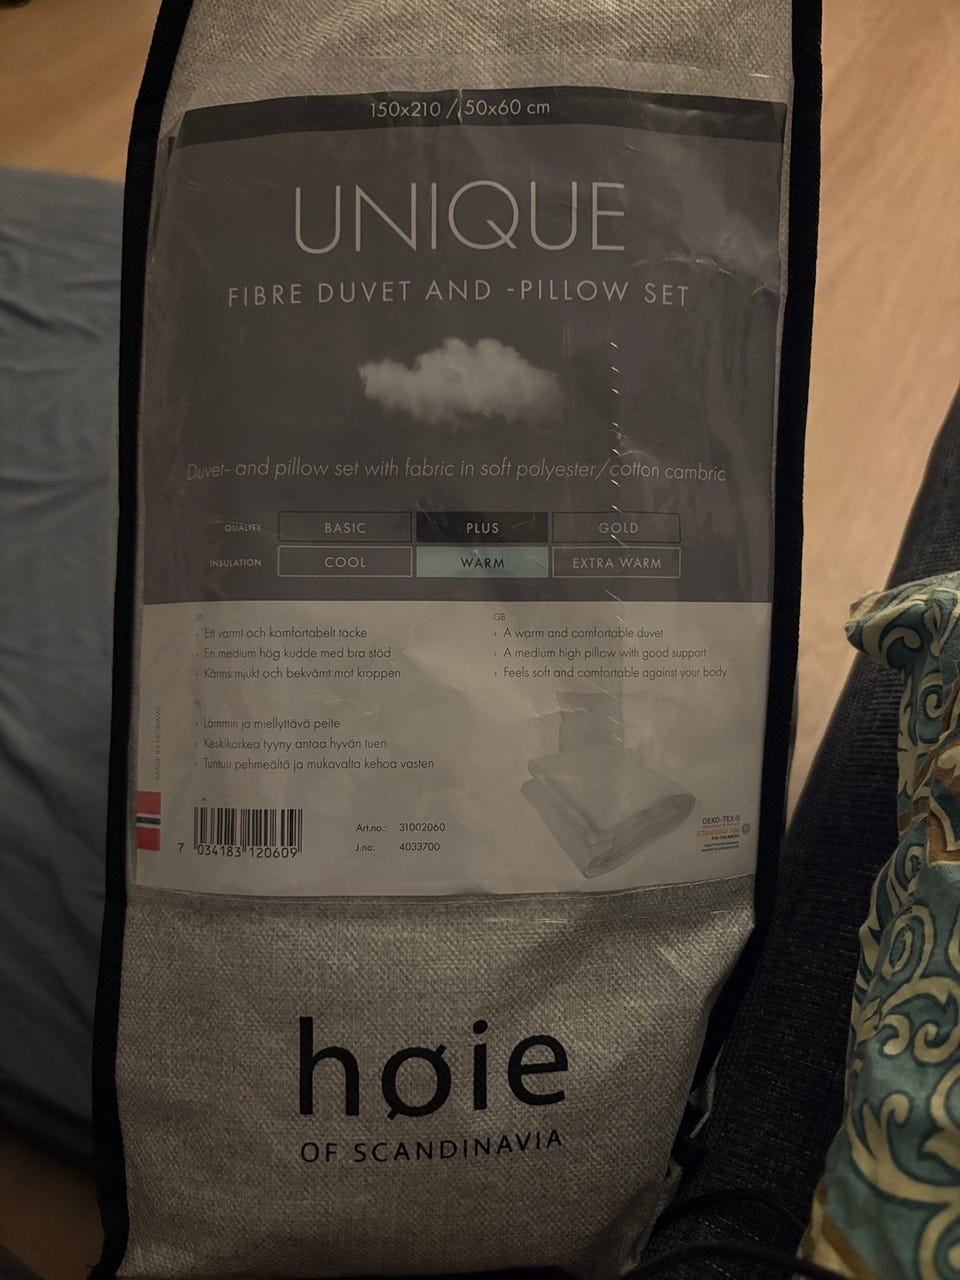 150x210 / 50x60 cm
UNIQUE
FIBRE DUVET AND -PILLOW SET
Duvet- and pillow set with fabric in soft polyester/cotton cambric
QUALITY BASIC PLUS GOLD
INSULATION COOL WARM EXTRA WARM
SE
› Ett varmt och komfortabelt täcke
› En medium hög kudde med bra stöd
› Känns mjukt och bekvämt mot kroppen
GB
› A warm and comfortable duvet
› A medium high pillow with good support
› Feels soft and comfortable against your body
FI
› Lämmin ja miellyttävä peite
› Keskikorkea tyyny antaa hyvän tuen
› Tuntuu pehmeältä ja mukavalta kehoa vasten
MADE IN NORWAY
7 034183 120609
Art.no.: 31002060
J.no: 4033700
OEKO-TEX®
STANDARD 100
høie
OF SCANDINAVIA